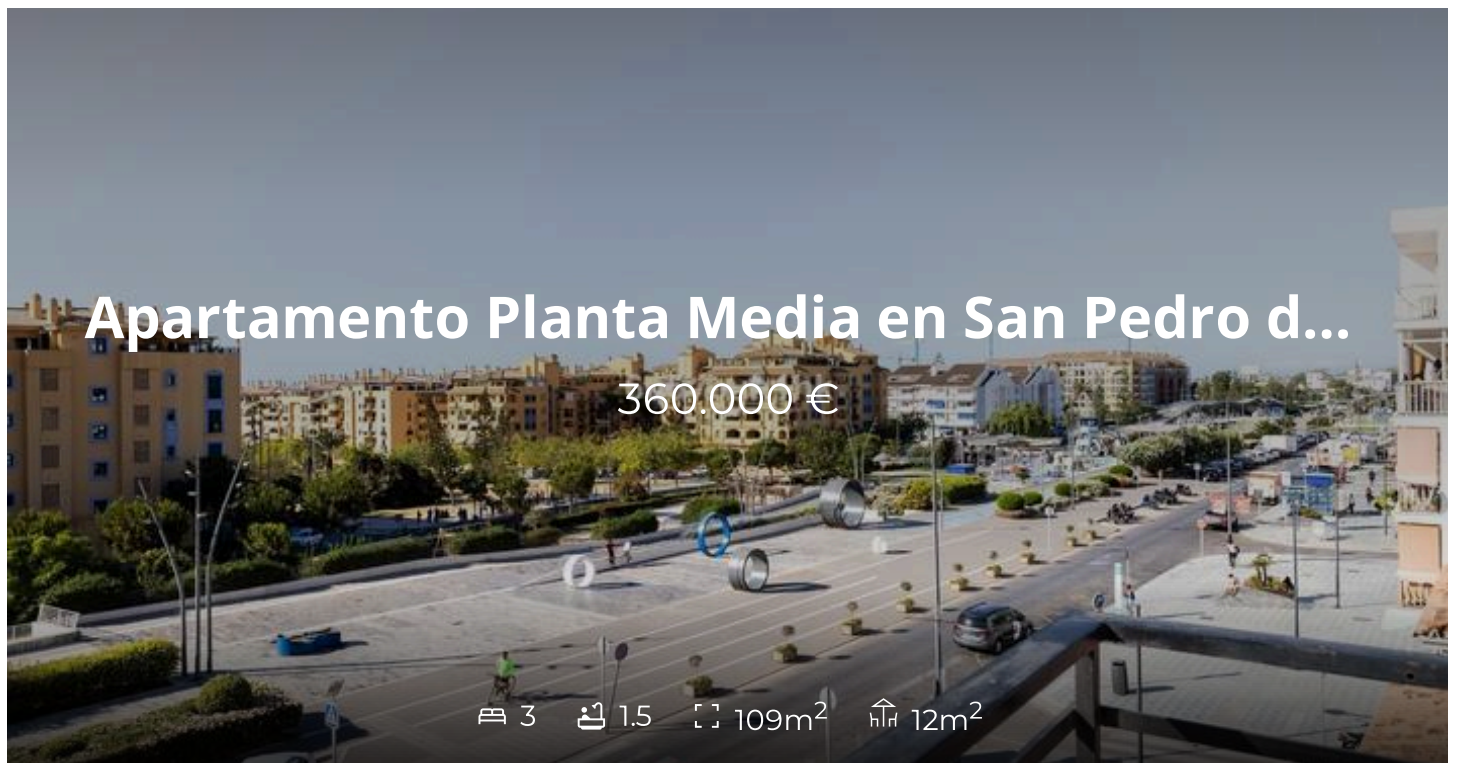 Apartamento Planta Media en San Pedro d...
360.000 €
3 1.5 109m² 12m²